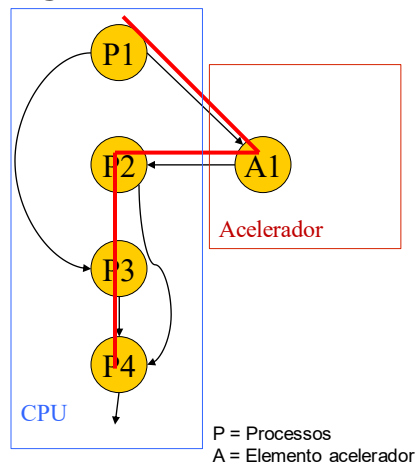 P1
P2
A1
Acelerador
P3
P4
CPU
P = Processos
A = Elemento acelerador